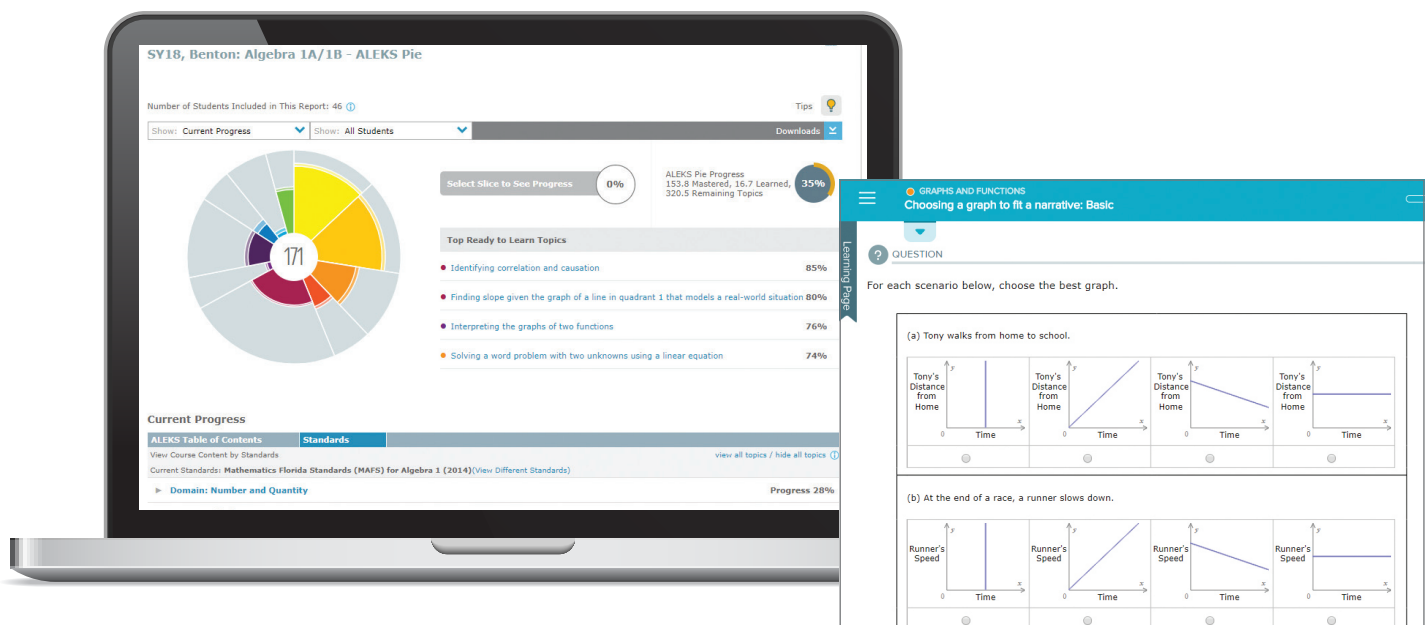 SY18, Benton: Algebra 1A/1B - ALEKS Pie
Number of Students Included in This Report: 46
Tips
Show: Current Progress
Show: All Students
Downloads
171
Select Slice to See Progress
0%
ALEKS Pie Progress
153.8 Mastered, 16.7 Learned,
320.5 Remaining Topics
35%
Top Ready to Learn Topics
Identifying correlation and causation 85%
Finding slope given the graph of a line in quadrant 1 that models a real-world situation 80%
Interpreting the graphs of two functions 76%
Solving a word problem with two unknowns using a linear equation 74%
Current Progress
ALEKS Table of Contents Standards
View Course Content by Standards
view all topics / hide all topics
Current Standards: Mathematics Florida Standards (MAFS) for Algebra 1 (2014)(View Different Standards)
Domain: Number and Quantity Progress 28%
GRAPHS AND FUNCTIONS
Choosing a graph to fit a narrative: Basic
Learning Page
? QUESTION
For each scenario below, choose the best graph.
(a) Tony walks from home to school.
y y y y
Tony's Tony's Tony's Tony's
Distance Distance Distance Distance
from from from from
Home Home Home Home
x x x x
0 Time 0 Time 0 Time 0 Time
(b) At the end of a race, a runner slows down.
y y y y
Runner's Runner's Runner's Runner's
Speed Speed Speed Speed
x x x x
0 Time 0 Time 0 Time 0 Time